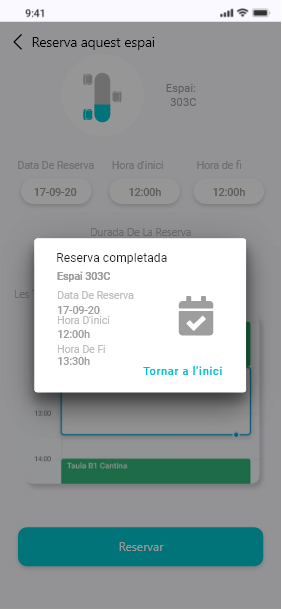 9:41
Reserva aquest espai
Espai:
303C
Data De Reserva
Hora d'inici
Hora de fi
17-09-20
12:00h
12:00h
Durada De La Reserva
Reserva completada
Espai 303C
Data De Reserva
17-09-20
Hora D'inici
12:00h
Hora De Fi
13:30h
Tornar a l'inici
Les
13:00
14:00
Taula B1 Cantina
Reservar